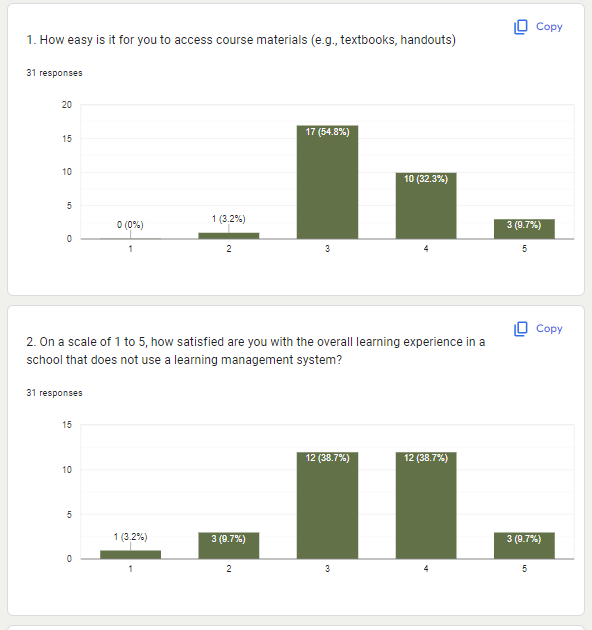 Copy
1. How easy is it for you to access course materials (e.g., textbooks, handouts)
31 responses
20
15
10
5
0
0 (0%)
1 (3.2%)
17 (54.8%)
10 (32.3%)
3 (9.7%)
1 2 3 4 5
Copy
2. On a scale of 1 to 5, how satisfied are you with the overall learning experience in a
school that does not use a learning management system?
31 responses
15
10
5
0
1 (3.2%)
3 (9.7%)
12 (38.7%)
12 (38.7%)
3 (9.7%)
1 2 3 4 5